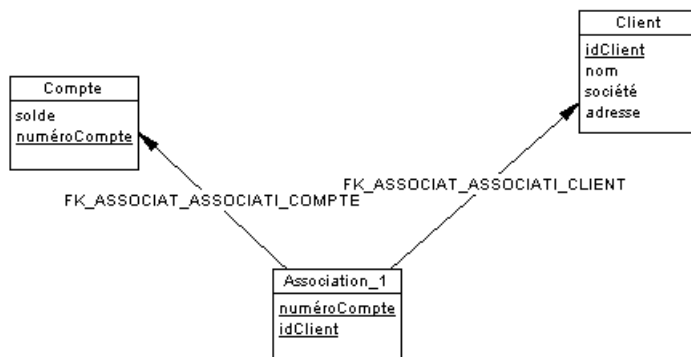 Client
idClient
nom
société
adresse
Compte
solde
numéroCompte
FK_ASSOCIAT_ASSOCIATI_CLIENT
FK_ASSOCIAT_ASSOCIATI_COMPTE
Association_1
numéroCompte
idClient